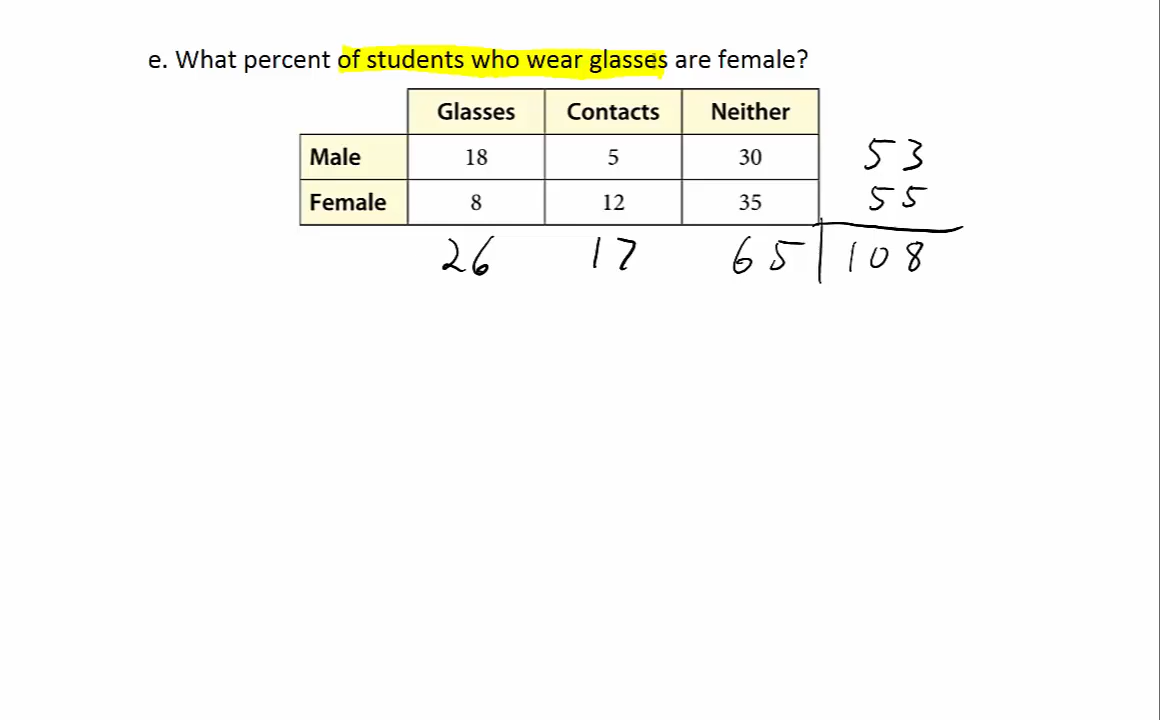 e. What percent of students who wear glasses are female?
Glasses Contacts Neither
Male 18 5 30 53
Female 8 12 35 55
26 17 65 108